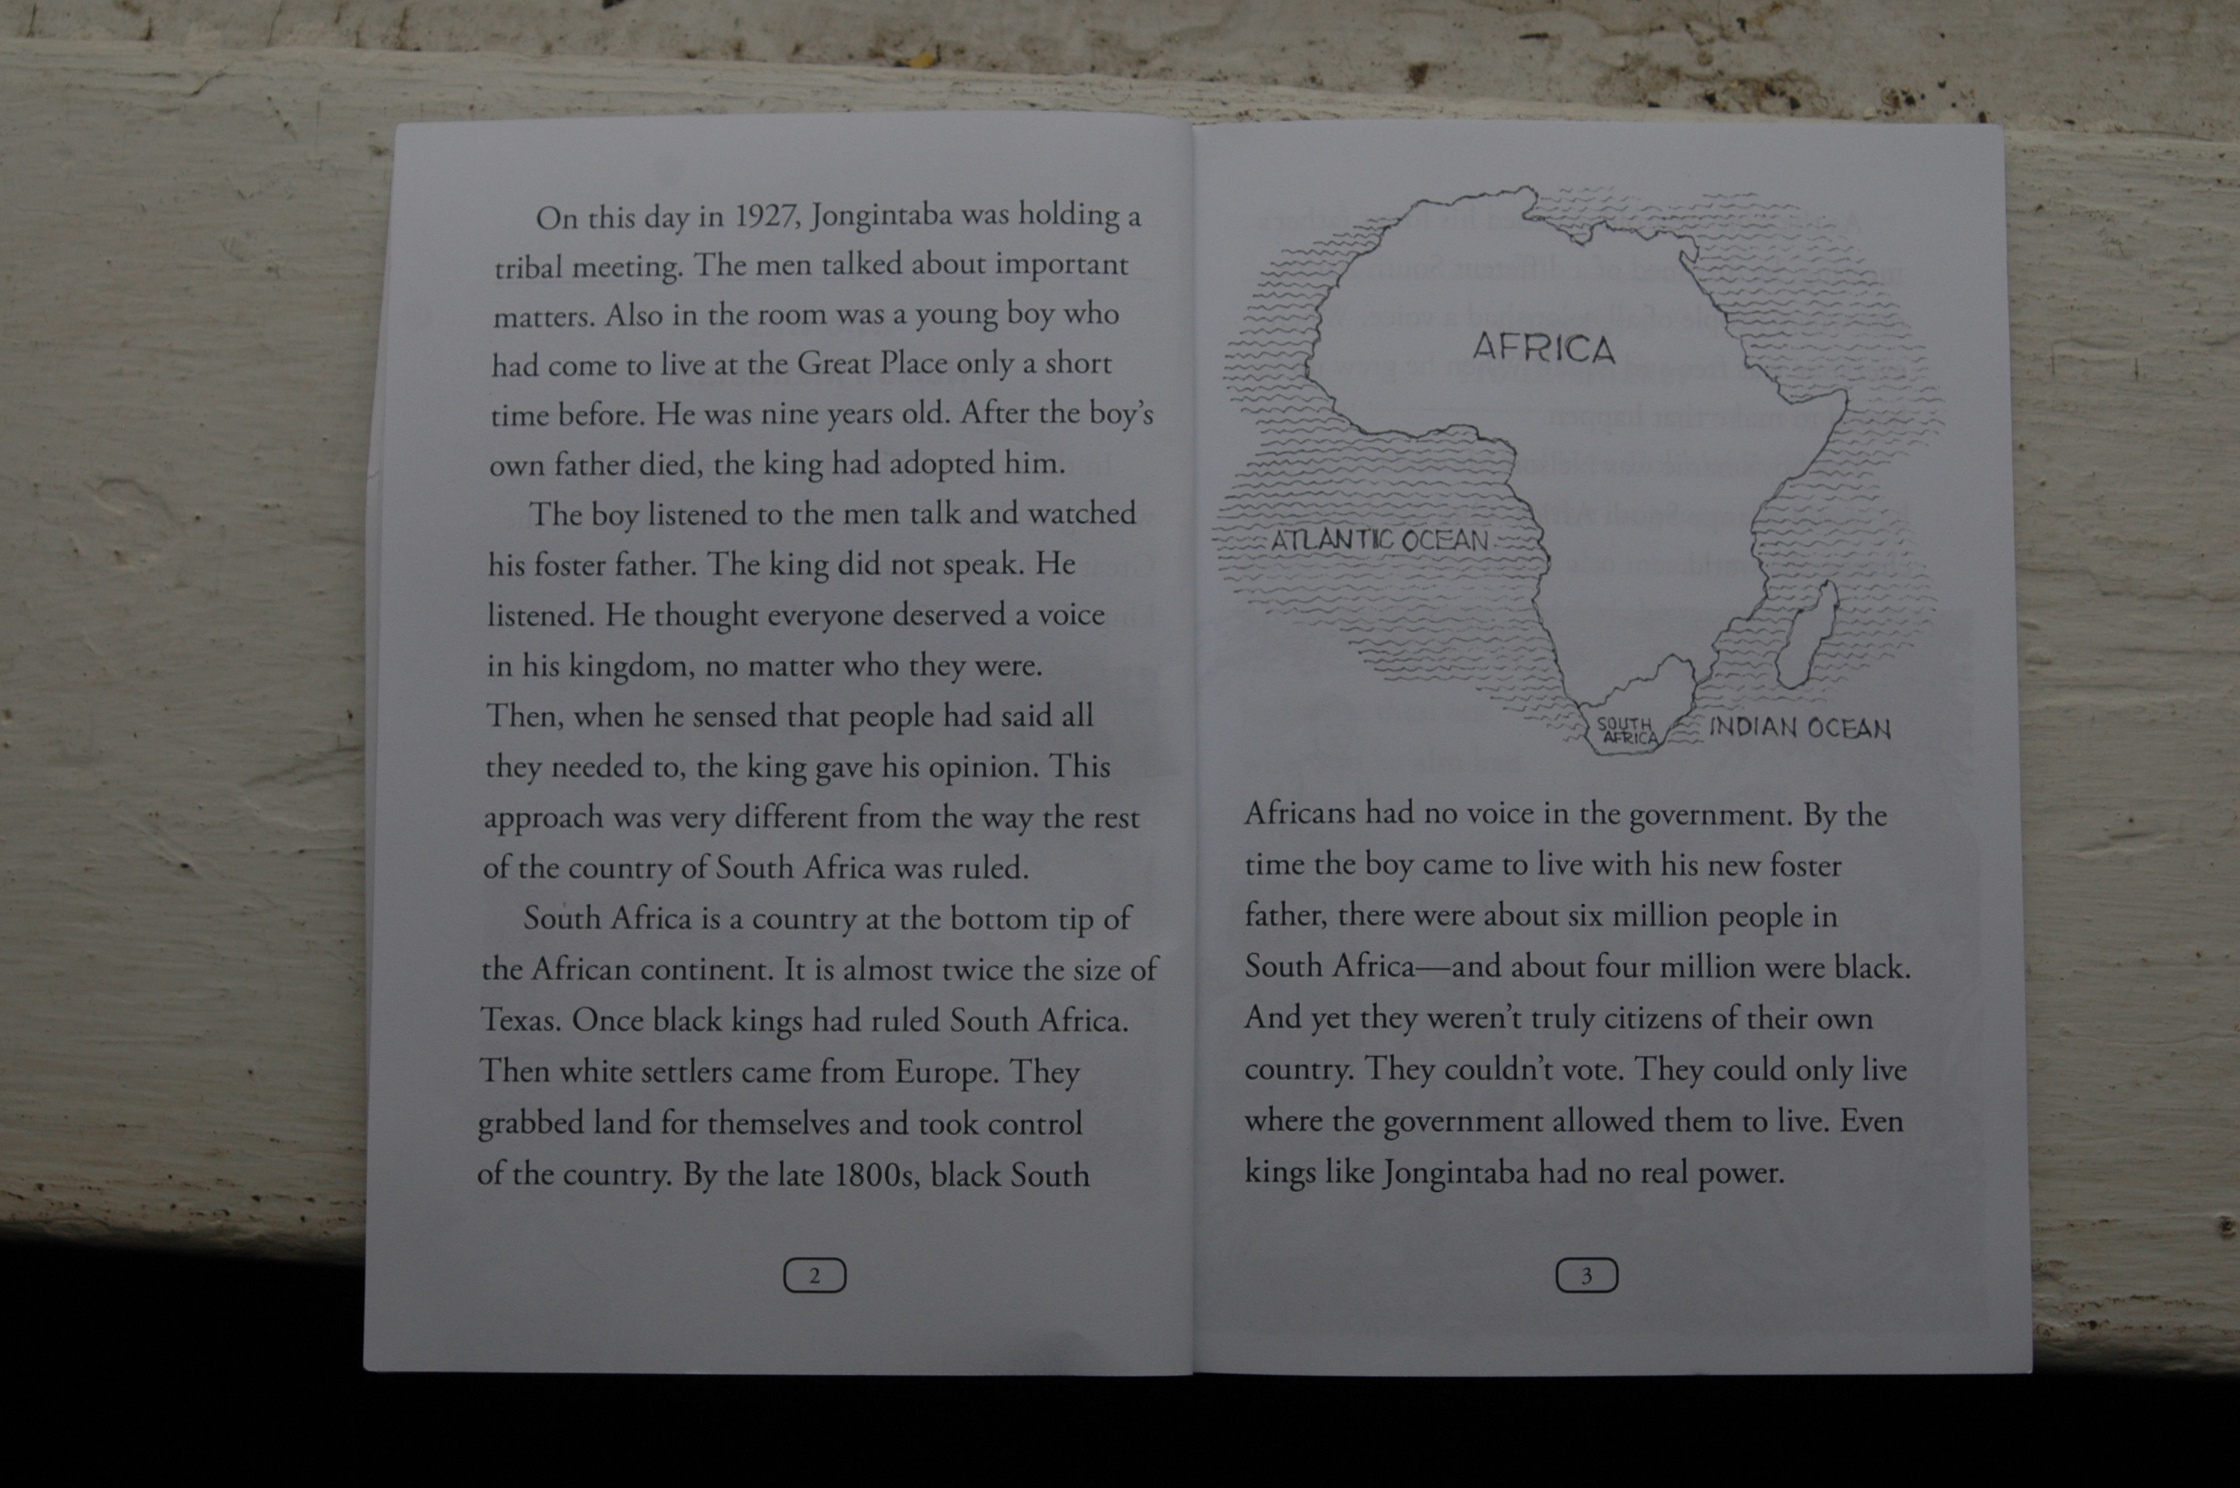 On this day in 1927, Jongintaba was holding a
tribal meeting. The men talked about important
matters. Also in the room was a young boy who
had come to live at the Great Place only a short
time before. He was nine years old. After the boy's
own father died, the king had adopted him.
The boy listened to the men talk and watched
his foster father. The king did not speak. He
listened. He thought everyone deserved a voice
in his kingdom, no matter who they were.
Then, when he sensed that people had said all
they needed to, the king gave his opinion. This
approach was very different from the way the rest
of the country of South Africa was ruled.
South Africa is a country at the bottom tip of
the African continent. It is almost twice the size of
Texas. Once black kings had ruled South Africa.
Then white settlers came from Europe. They
grabbed land for themselves and took control
of the country. By the late 1800s, black South
2
AFRICA
ATLANTIC OCEAN
SOUTH
AFRICA
INDIAN OCEAN
Africans had no voice in the government. By the
time the boy came to live with his new foster
father, there were about six million people in
South Africa—and about four million were black.
And yet they weren't truly citizens of their own
country. They couldn't vote. They could only live
where the government allowed them to live. Even
kings like Jongintaba had no real power.
3